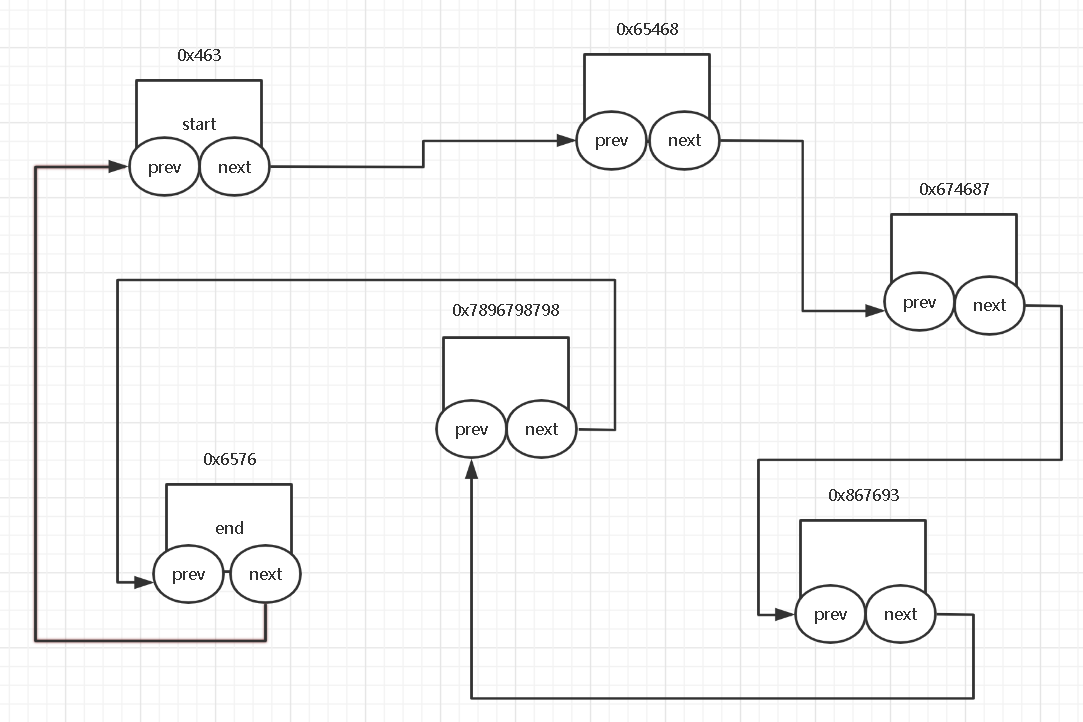 0x65468
prev next
0x463
start
prev next
0x674687
prev next
0x7896798798
prev next
0x6576
end
prev next
0x867693
prev next